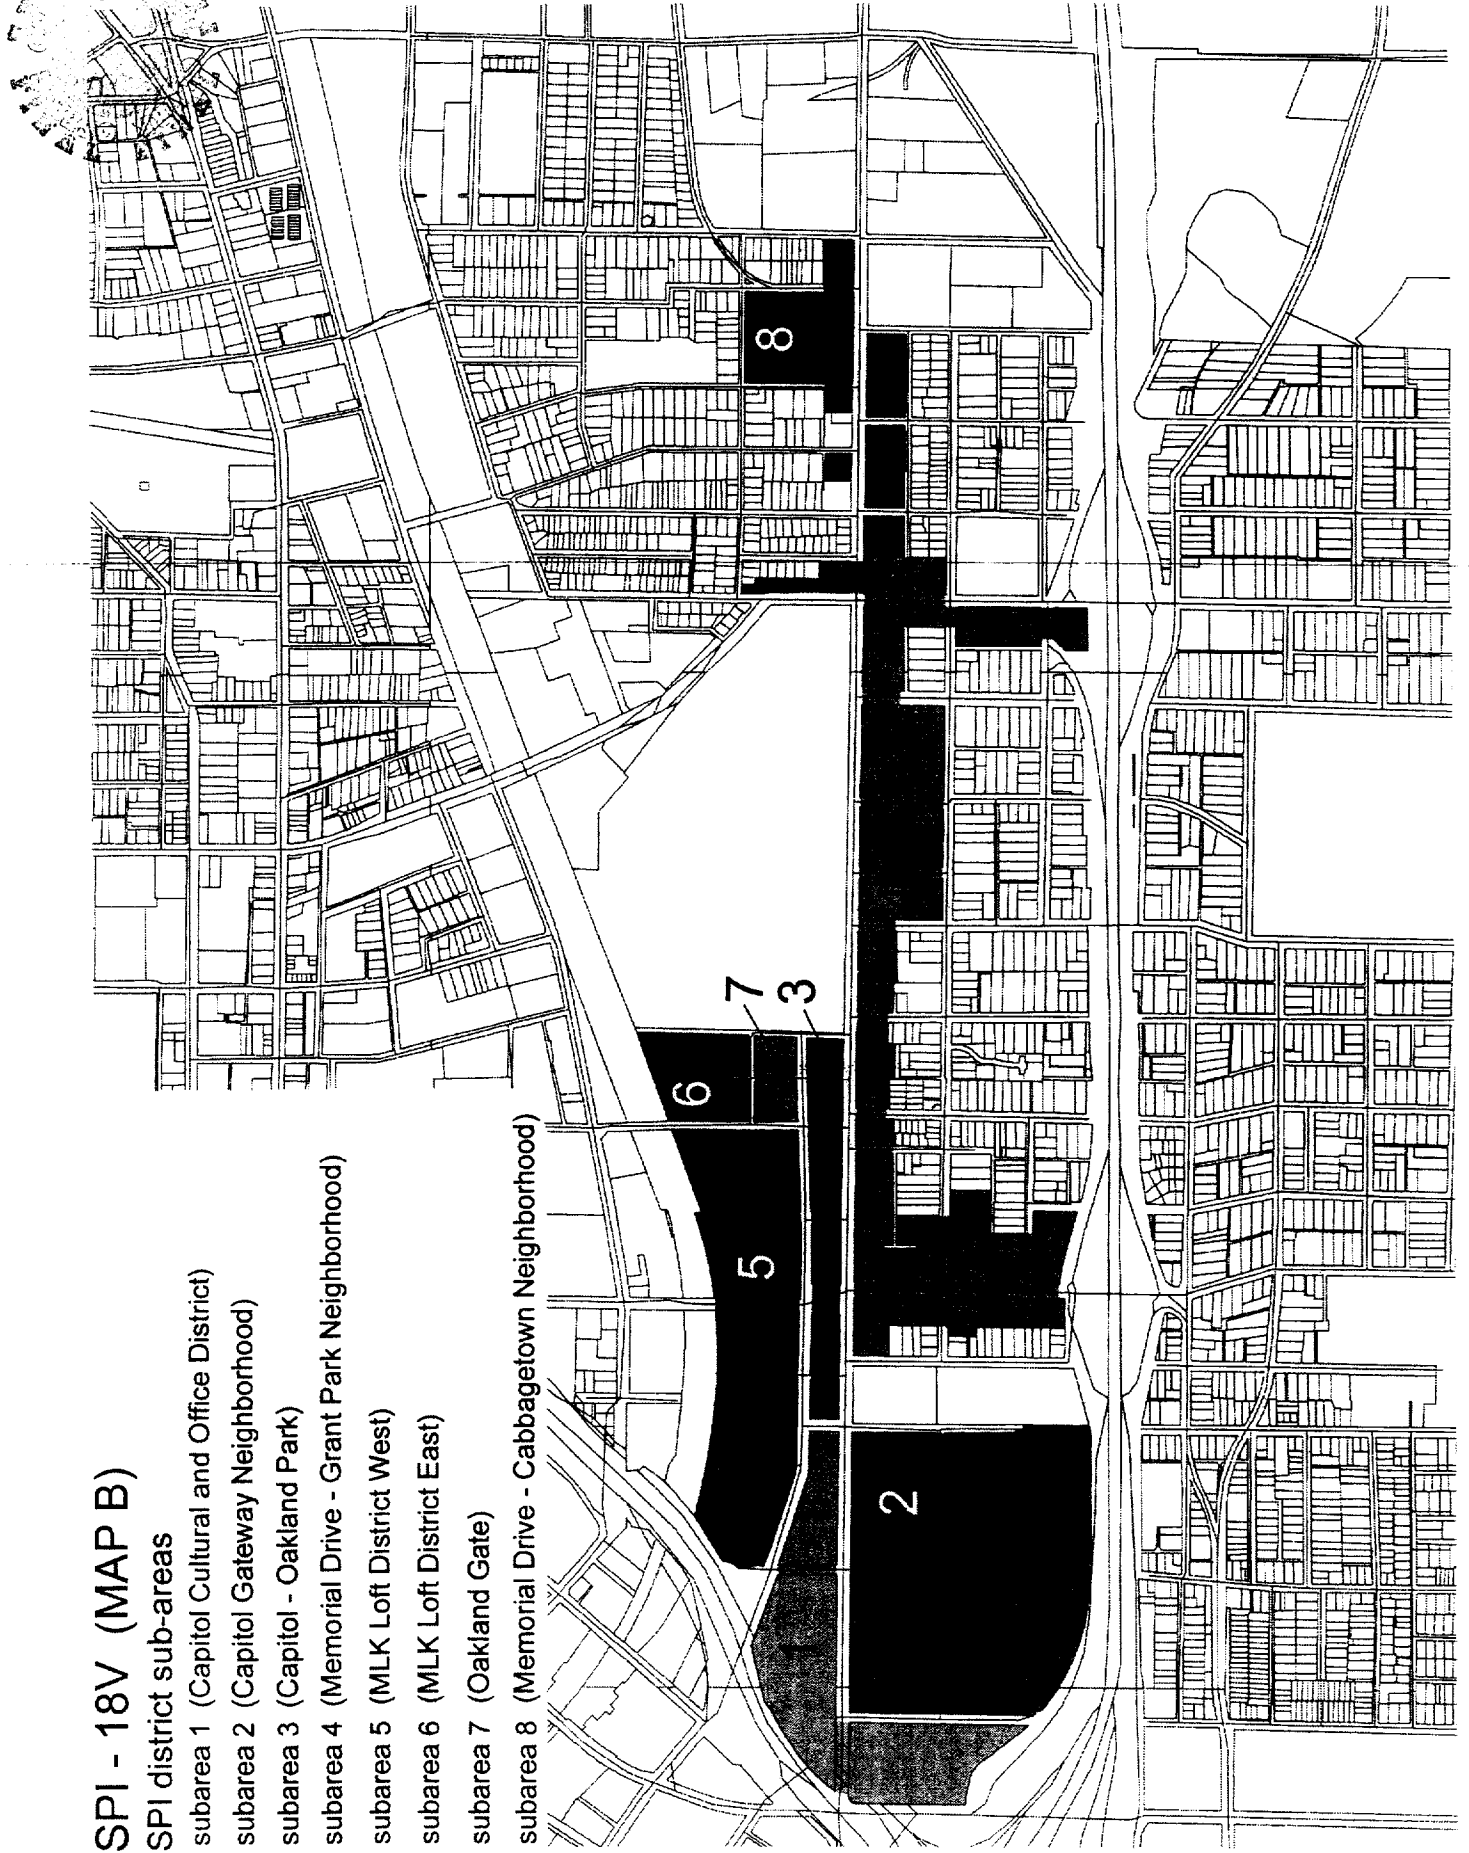 SPI - 18V (MAP B)
SPI district sub-areas
subarea 1 (Capitol Cultural and Office District)
subarea 2 (Capitol Gateway Neighborhood)
subarea 3 (Capitol - Oakland Park)
subarea 4 (Memorial Drive - Grant Park Neighborhood)
subarea 5 (MLK Loft District West)
subarea 6 (MLK Loft District East)
subarea 7 (Oakland Gate)
subarea 8 (Memorial Drive - Cabbagetown Neighborhood)
1
2
5
6
7
3
8